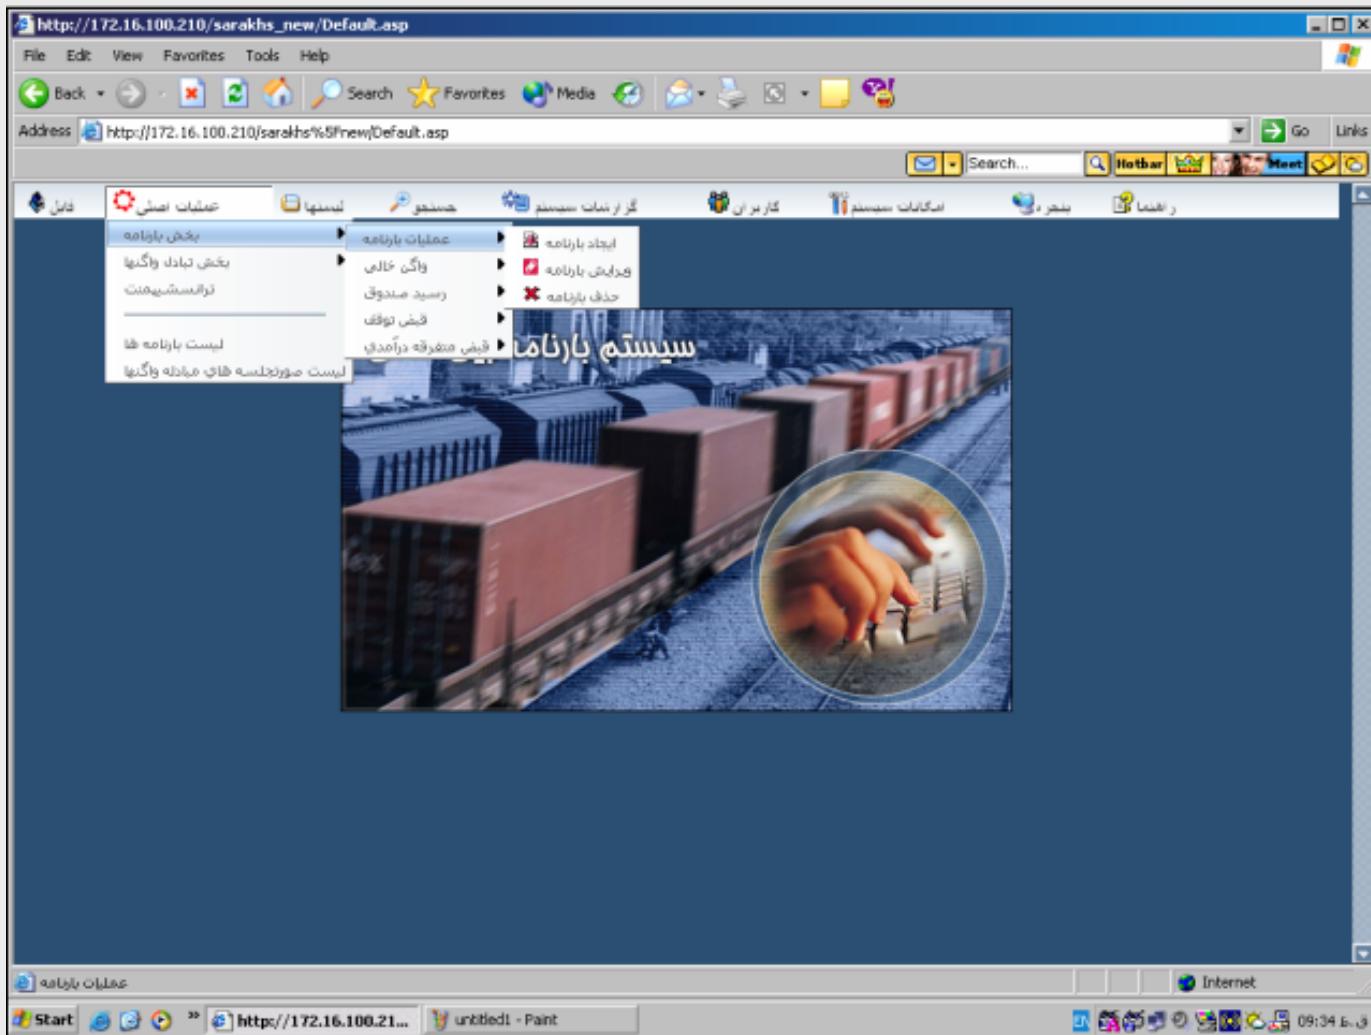 http://172.16.100.210/sarakhs_new/Default.asp
File Edit View Favorites Tools Help
Back Search Favorites Media
Address http://172.16.100.210/sarakhs%5Fnew/Default.asp Go Links
Search... Hotbar Meet
فایل عملیات اصلی لیستها جستجو گزارشات سیستم کاربران امکانات سیستم پنجره راهنما
بخش بارنامه
بخش تبادل واگنها
ترانسشیپمنت
لیست بارنامه ها
لیست صورتجلسه هاي مبادله واگنها
عملیات بارنامه
واگن خالی
رسید صندوق
قبض توقف
قبض متفرقه درآمدي
ایجاد بارنامه
ویرایش بارنامه
حذف بارنامه
سیستم بارنامه
عملیات بارنامه
Internet
Start http://172.16.100.21... untitled1 - Paint EN 09:34 ق.ظ